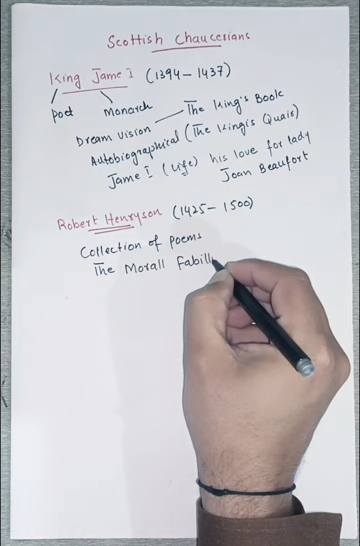 Scottish Chaucerians
King Jame I (1394-1437)
Poet Monarch
Dream Vision The King's Book
Autobiographical (The Kingis Quair)
Jame I (Life) his love for lady
Joan Beaufort
Robert Henryson (1425-1500)
Collection of poems
The Morall Fabill